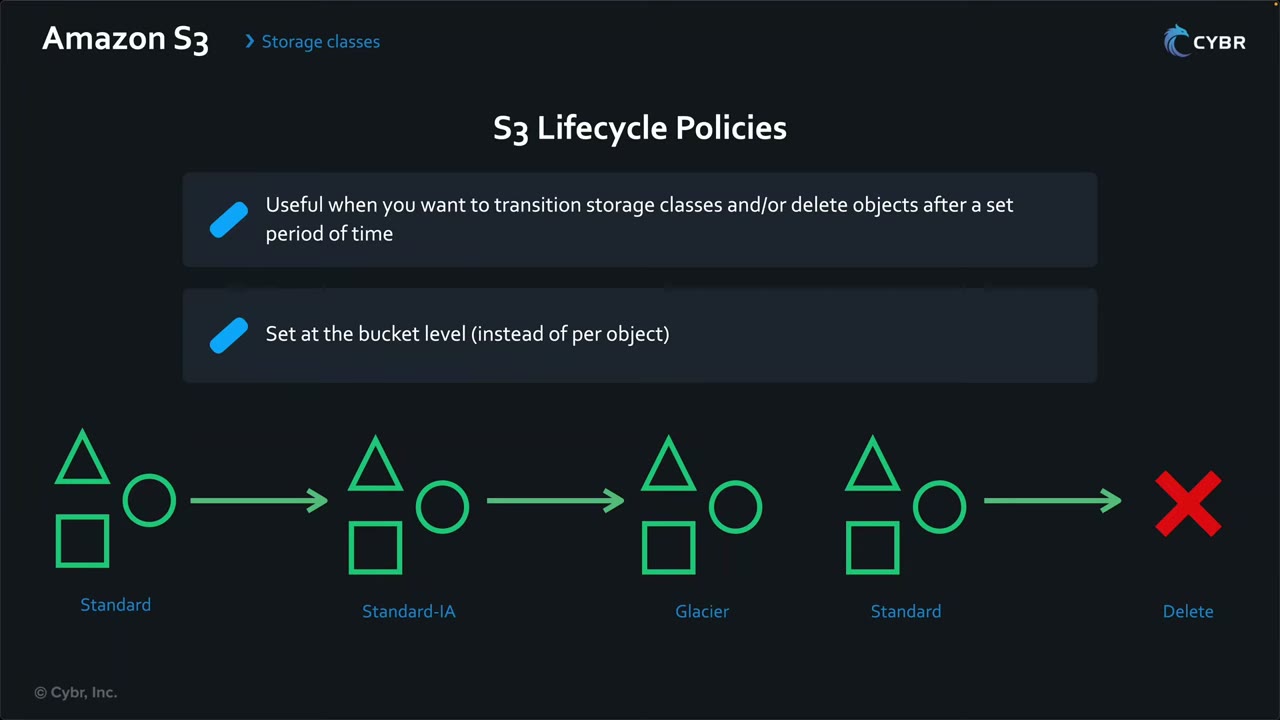 Amazon S3
Storage classes
CYBR
S3 Lifecycle Policies
Useful when you want to transition storage classes and/or delete objects after a set
period of time
Set at the bucket level (instead of per object)
Standard
Standard-IA
Glacier
Standard
Delete
© Cybr, Inc.